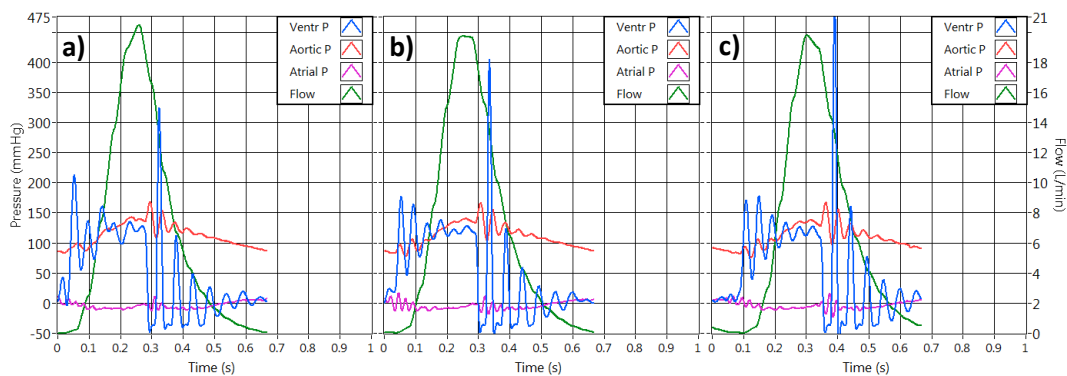 a)
Ventr P
Aortic P
Atrial P
Flow
475
400
350
300
250
200
150
100
50
0
-50
Pressure (mmHg)
0 0.1 0.2 0.3 0.4 0.5 0.6 0.7 0.8 0.9 1
Time (s)
b)
Ventr P
Aortic P
Atrial P
Flow
0 0.1 0.2 0.3 0.4 0.5 0.6 0.7 0.8 0.9 1
Time (s)
c)
Ventr P
Aortic P
Atrial P
Flow
0 0.1 0.2 0.3 0.4 0.5 0.6 0.7 0.8 0.9 1
Time (s)
21
20
18
16
14
12
10
8
6
4
2
0
Flow (L/min)